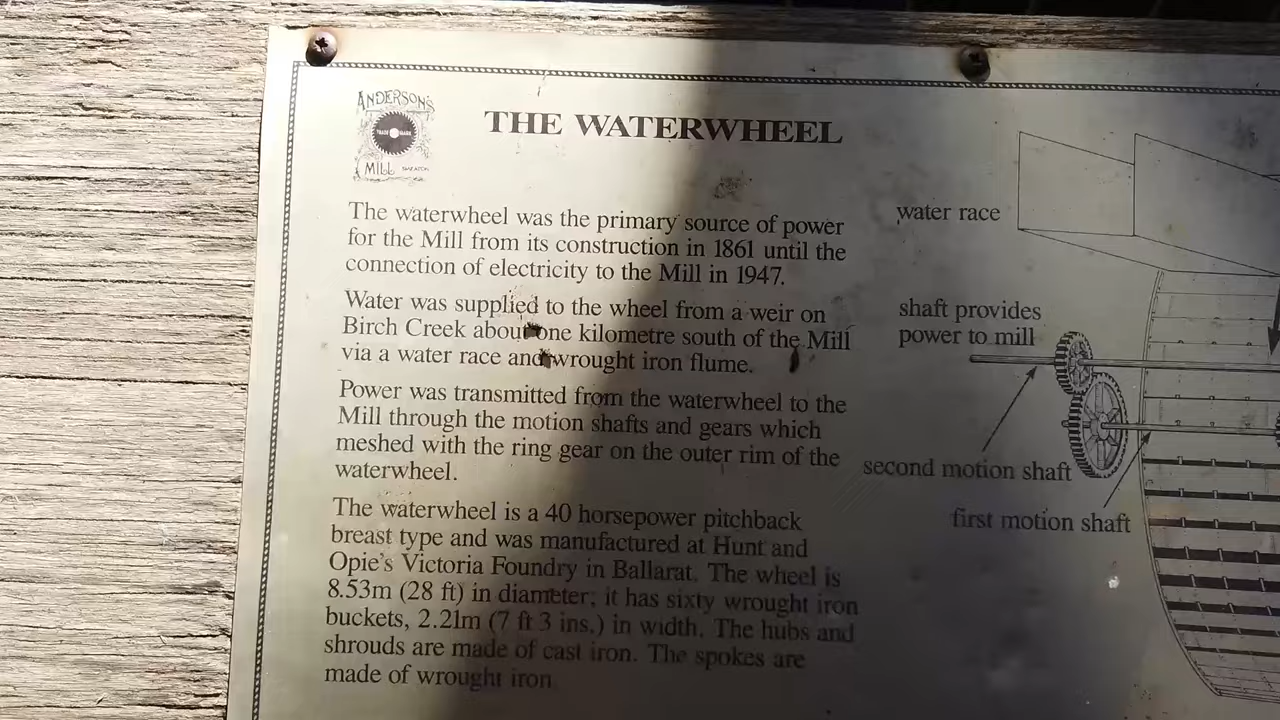 ANDERSON'S
TRADE MARK
MILL SMEATON
THE WATERWHEEL
The waterwheel was the primary source of power
for the Mill from its construction in 1861 until the
connection of electricity to the Mill in 1947.
Water was supplied to the wheel from a weir on
Birch Creek about one kilometre south of the Mill
via a water race and wrought iron flume.
Power was transmitted from the waterwheel to the
Mill through the motion shafts and gears which
meshed with the ring gear on the outer rim of the
waterwheel.
The waterwheel is a 40 horsepower pitchback
breast type and was manufactured at Hunt and
Opie's Victoria Foundry in Ballarat. The wheel is
8.53m (28 ft) in diameter; it has sixty wrought iron
buckets, 2.21m (7 ft 3 ins.) in width. The hubs and
shrouds are made of cast iron. The spokes are
made of wrought iron.
water race
shaft provides
power to mill
second motion shaft
first motion shaft